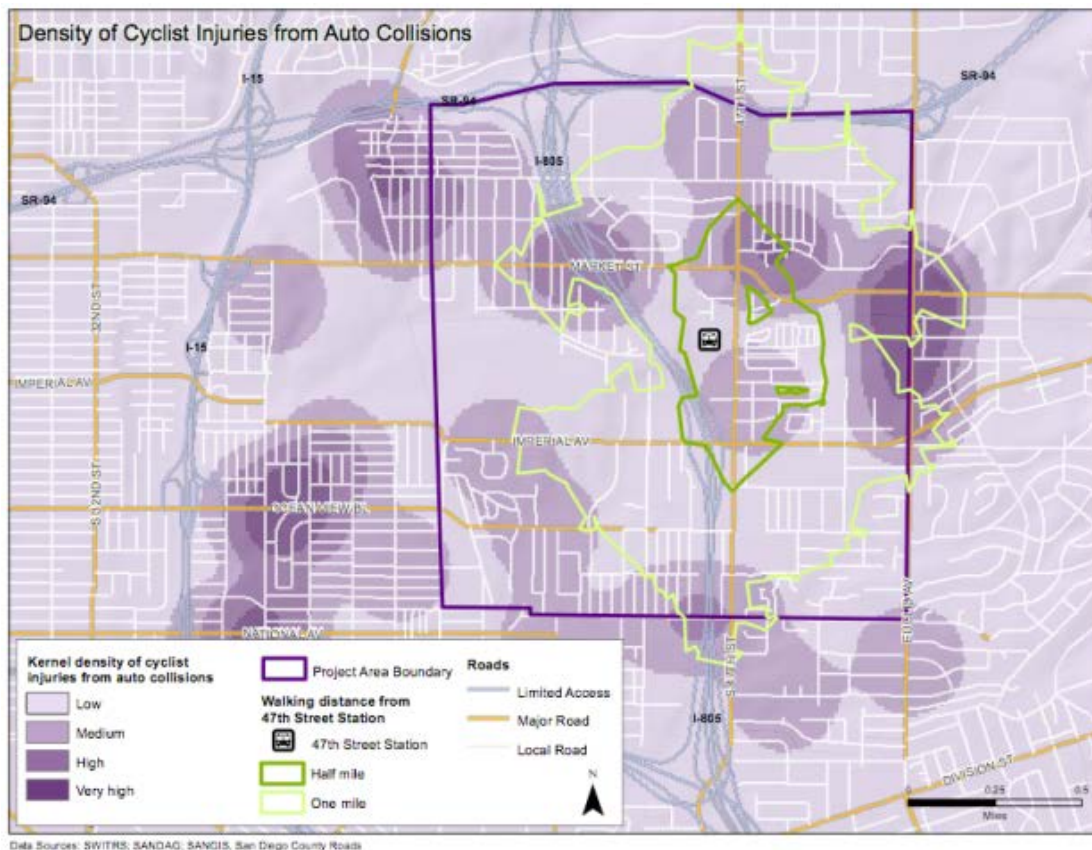 Density of Cyclist Injuries from Auto Collisions
I-15
SR-94
SR-94
47TH ST
I-805
SR-94
MARKET ST
32ND ST
I-15
IMPERIAL AV
IMPERIAL AV
S 32ND ST
OCEAN VIEW BL
NATIONAL AV
EUCLID AV
S 47TH ST
I-805
DIVISION ST
Kernel density of cyclist
injuries from auto collisions
Low
Medium
High
Very high
Project Area Boundary
Walking distance from
47th Street Station
47th Street Station
Half mile
One mile
Roads
Limited Access
Major Road
Local Road
N
0 0.25 0.5
Miles
Data Sources: SWITRS; SANDAG; SANGIS, San Diego County Roads